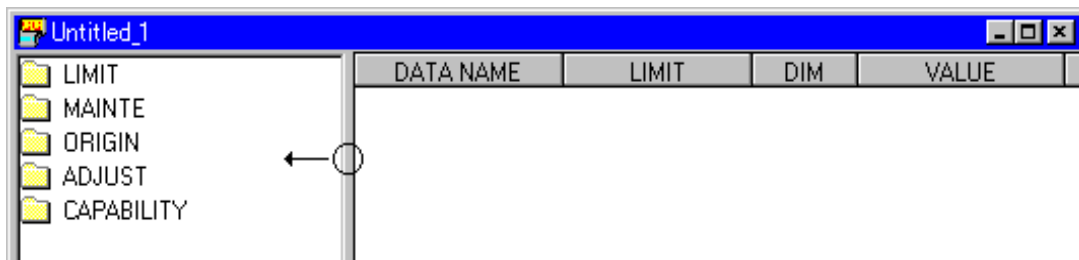 Untitled_1
LIMIT
MAINTE
ORIGIN
ADJUST
CAPABILITY
DATA NAME LIMIT DIM VALUE